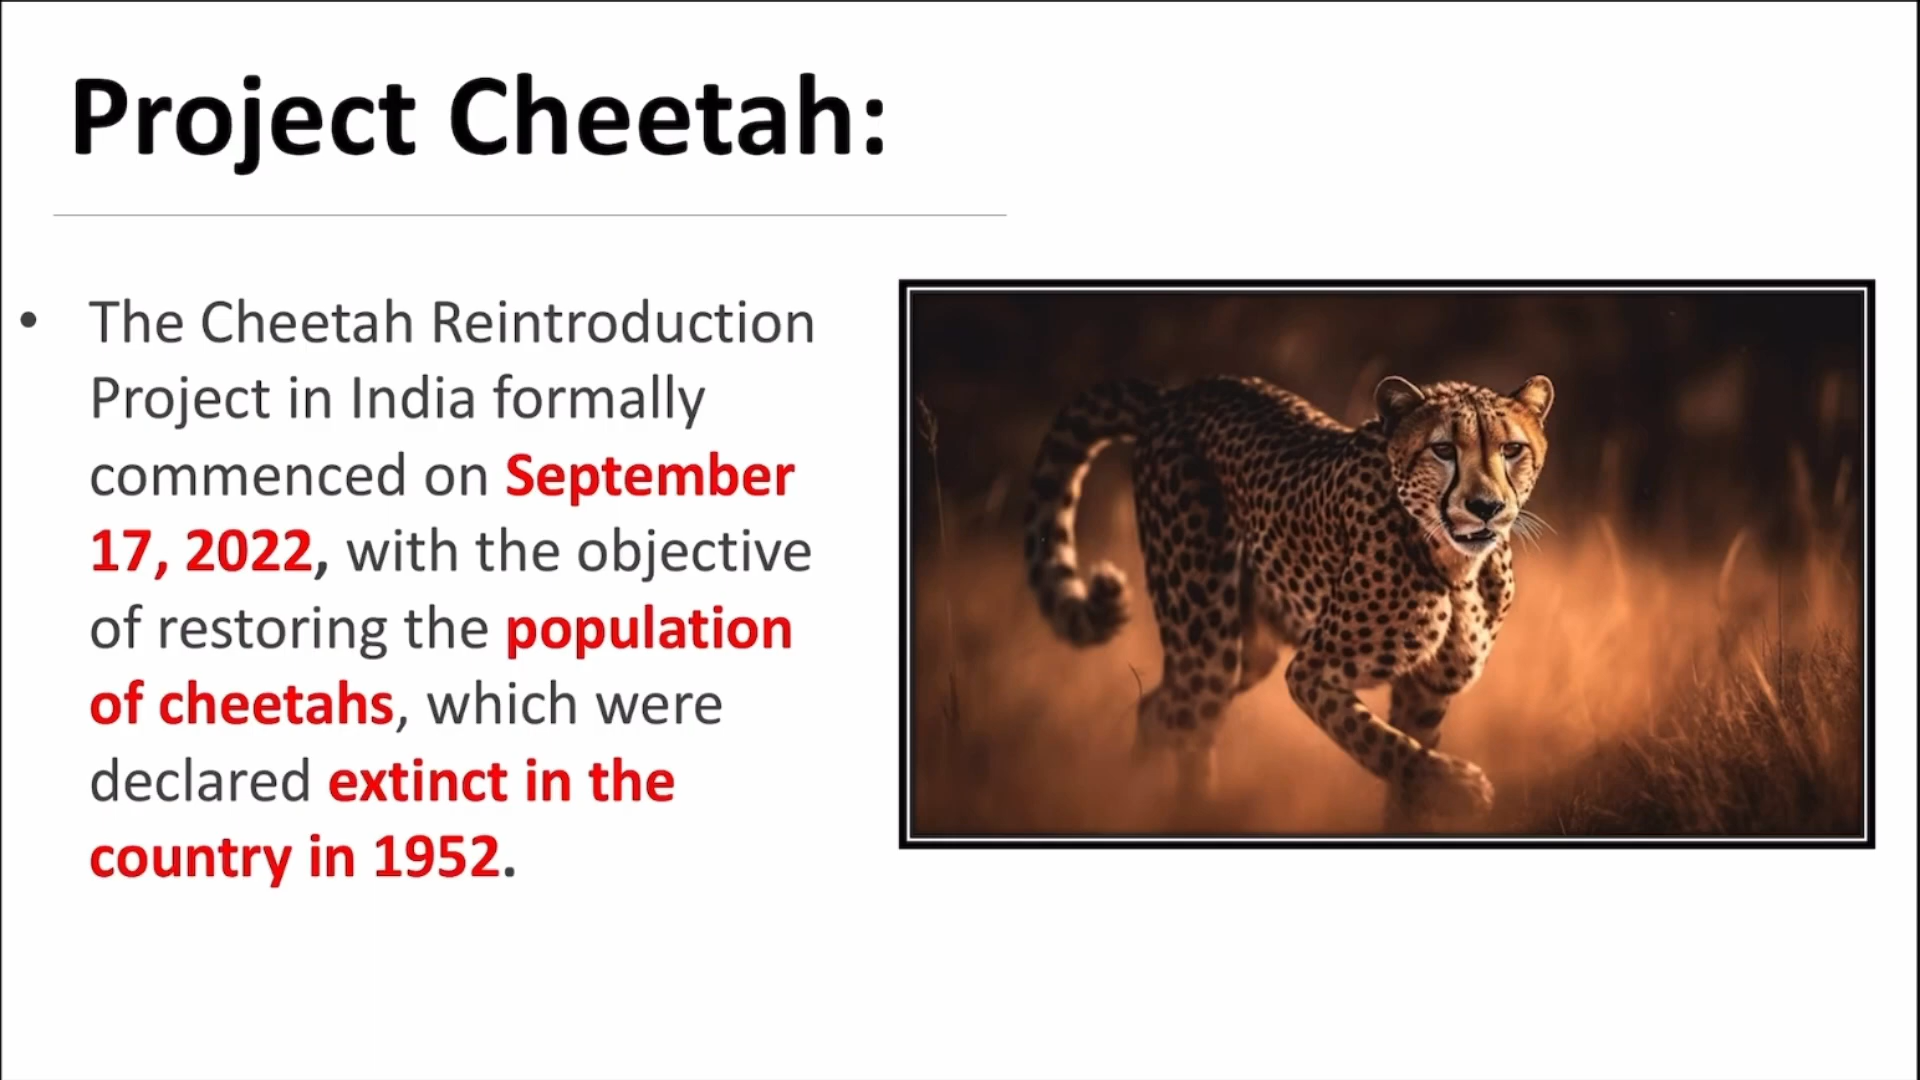 Project Cheetah:
• The Cheetah Reintroduction
Project in India formally
commenced on September
17, 2022, with the objective
of restoring the population
of cheetahs, which were
declared extinct in the
country in 1952.